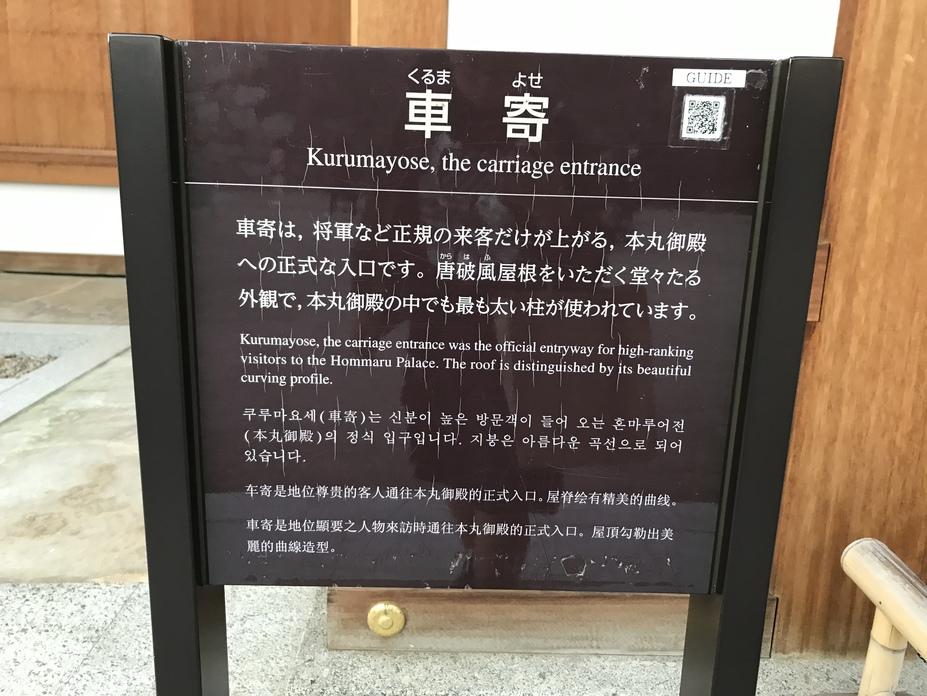 GUIDE
くるま よせ
車 寄
Kurumayose, the carriage entrance
車寄は，将軍など正規の来客だけが上がる，本丸御殿
への正式な入口です。唐破風屋根をいただく堂々たる
から は ふ
外観で，本丸御殿の中でも最も太い柱が使われています。
Kurumayose, the carriage entrance was the official entryway for high-ranking
visitors to the Hommaru Palace. The roof is distinguished by its beautiful
curving profile.
쿠루마요세(車寄)는 신분이 높은 방문객이 들어 오는 혼마루어전
(本丸御殿)의 정식 입구입니다. 지붕은 아름다운 곡선으로 되어
있습니다.
车寄是地位尊贵的客人通往本丸御殿的正式入口。屋脊绘有精美的曲线。
車寄是地位顯要之人物來訪時通往本丸御殿的正式入口。屋頂勾勒出美
麗的曲線造型。